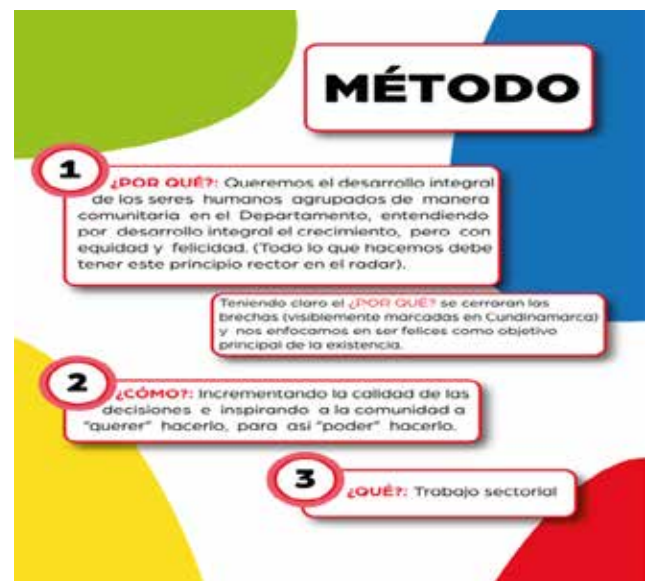 MÉTODO
1
¿POR QUÉ?: Queremos el desarrollo integral
de los seres humanos agrupados de manera
comunitaria en el Departamento, entendiendo
por desarrollo integral el crecimiento, pero con
equidad y felicidad. (Todo lo que hacemos debe
tener este principio rector en el radar).
Teniendo claro el ¿POR QUÉ? se cerraran las
brechas (visiblemente marcadas en Cundinamarca)
y nos enfocamos en ser felices como objetivo
principal de la existencia.
2
¿CÓMO?: Incrementando la calidad de las
decisiones e inspirando a la comunidad a
"querer" hacerlo, para asi "poder" hacerlo.
3
¿QUÉ?: Trabajo sectorial